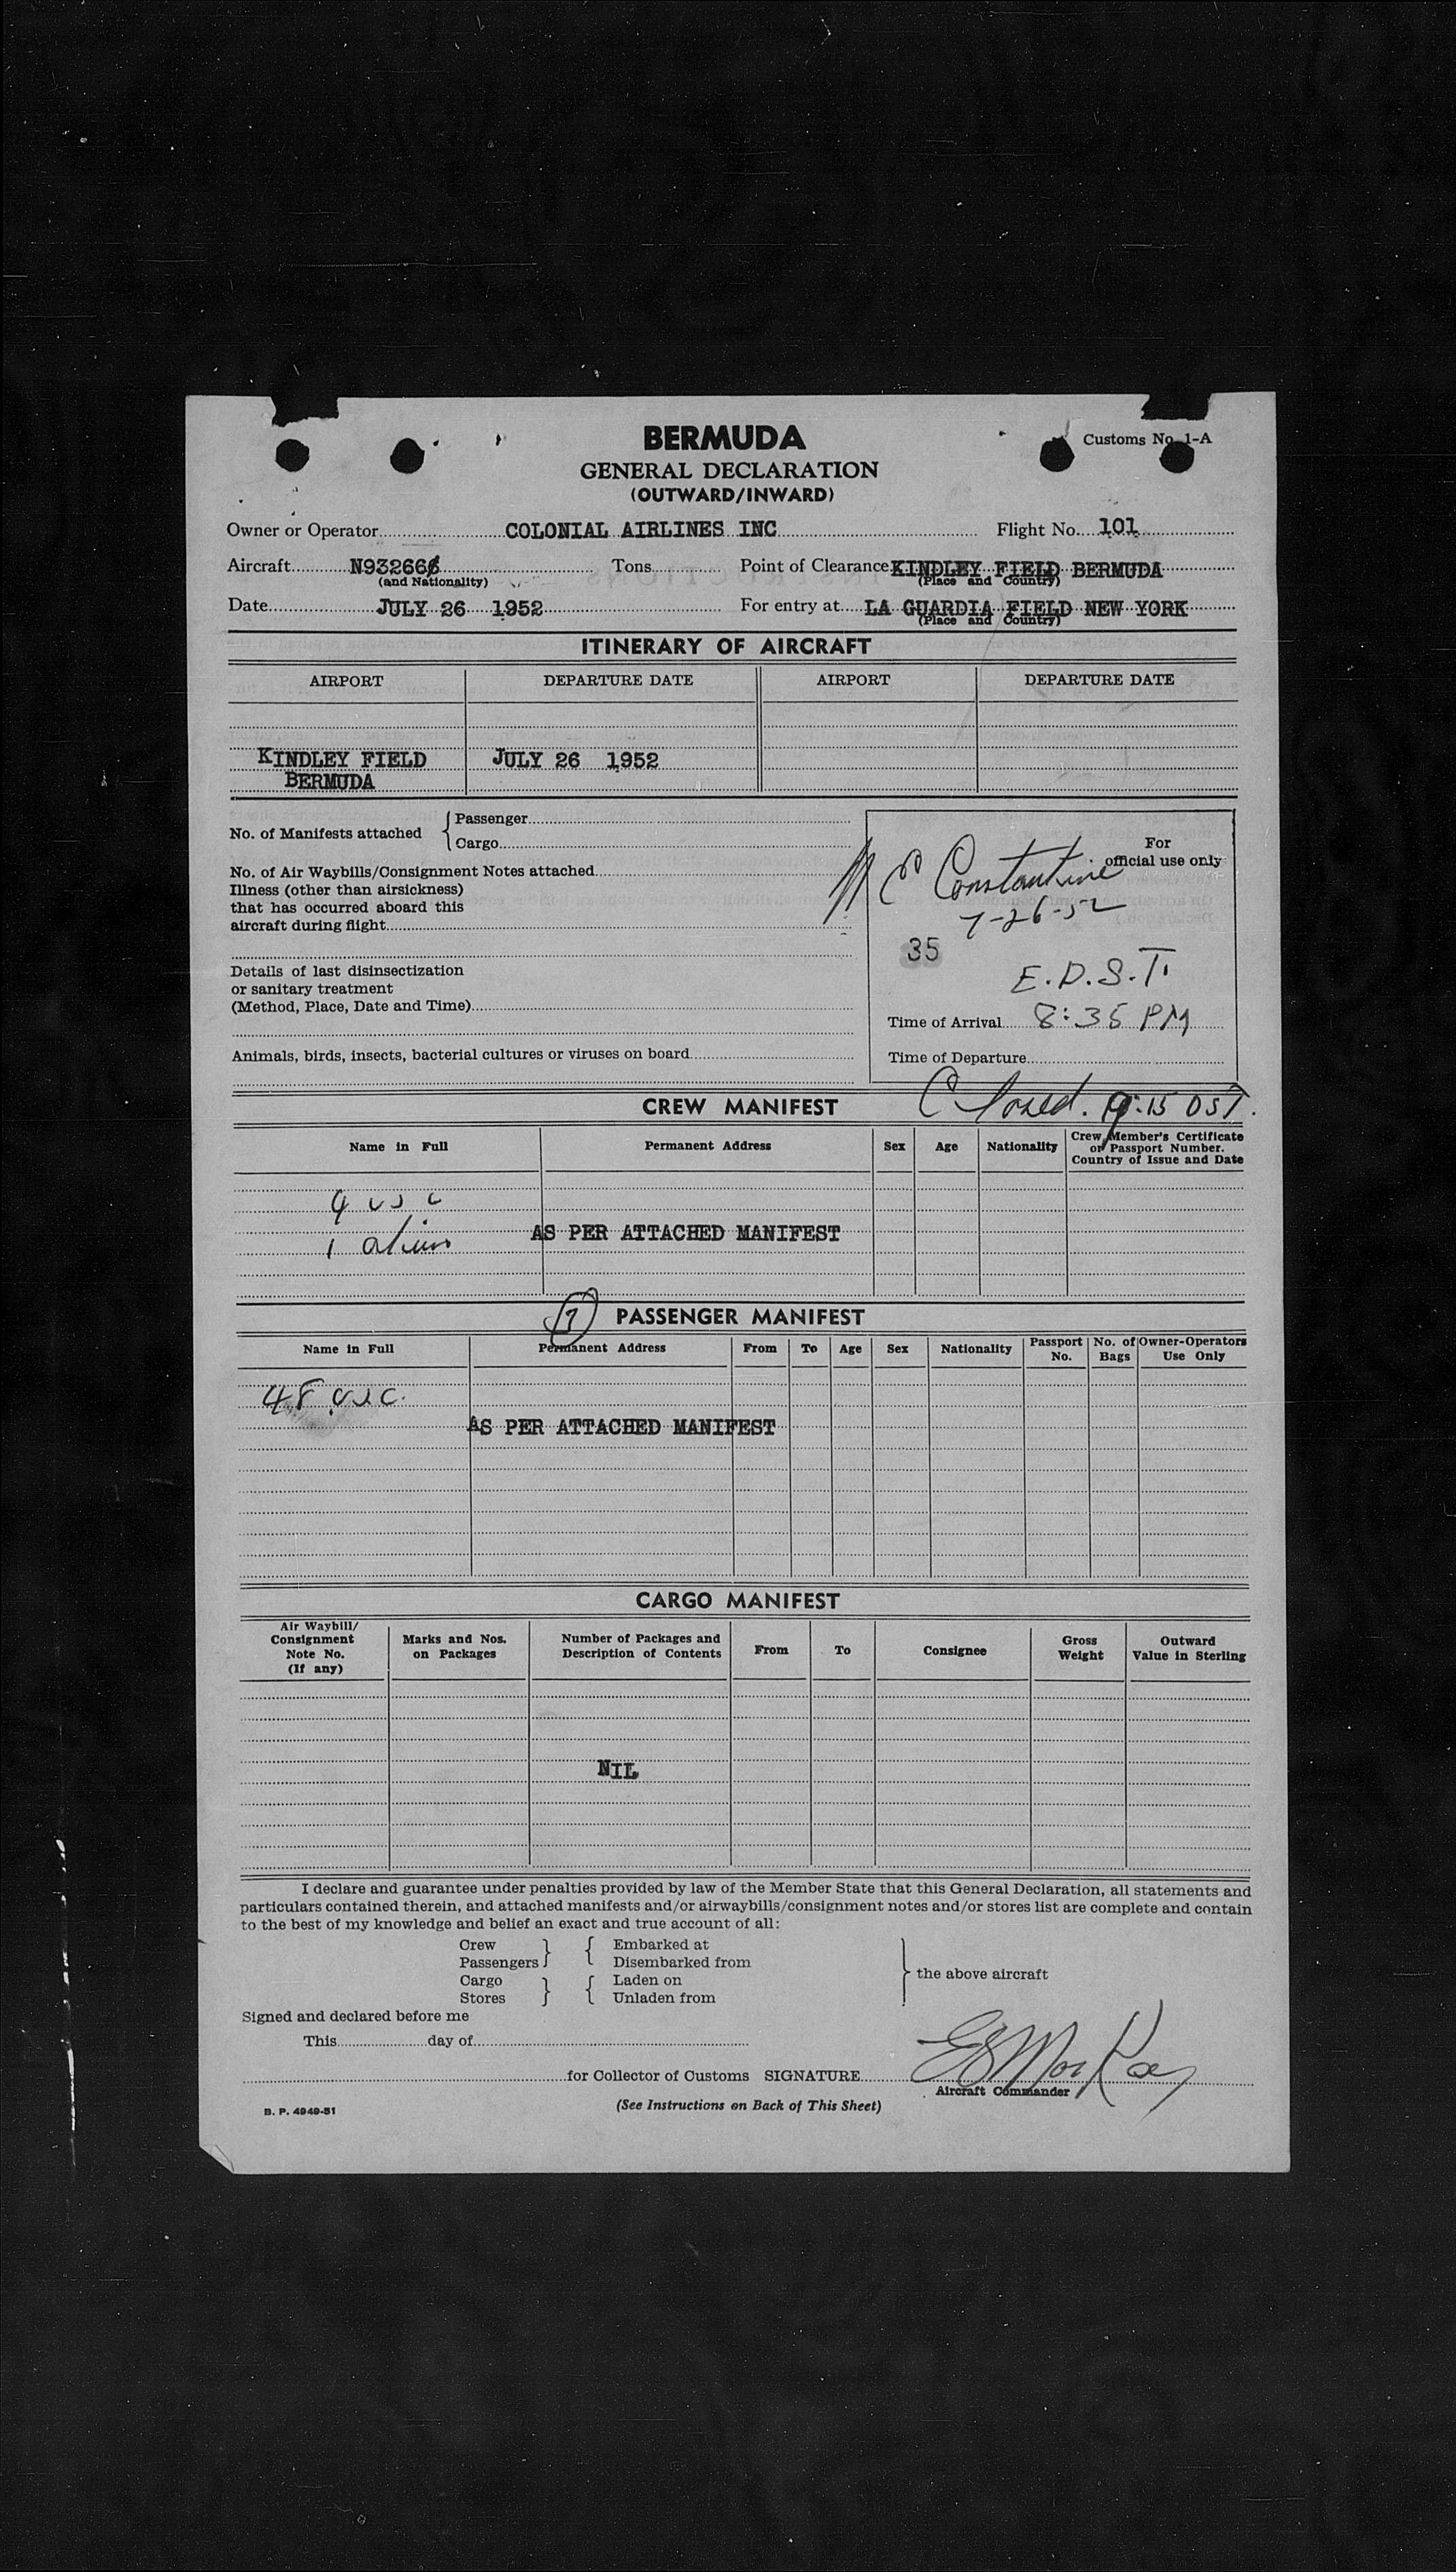 BERMUDA
Customs No. 1-A
GENERAL DECLARATION
(OUTWARD/INWARD)
Owner or Operator COLONIAL AIRLINES INC Flight No. 101
Aircraft N93266 Tons Point of Clearance KINDLEY FIELD BERMUDA
(and Nationality) (Place and Country)
Date JULY 26 1952 For entry at LA GUARDIA FIELD NEW YORK
(Place and Country)
ITINERARY OF AIRCRAFT
AIRPORT DEPARTURE DATE AIRPORT DEPARTURE DATE
KINDLEY FIELD JULY 26 1952
BERMUDA
No. of Manifests attached { Passenger
Cargo
For
official use only
No. of Air Waybills/Consignment Notes attached
Illness (other than airsickness)
that has occurred aboard this
aircraft during flight
C Constantine
7-26-52
35
E.D.S.T.
Details of last disinsectization
or sanitary treatment
(Method, Place, Date and Time)
Time of Arrival 8:35 PM
Animals, birds, insects, bacterial cultures or viruses on board
Time of Departure
Closed. 9:15 DST.
CREW MANIFEST
Name in Full Permanent Address Sex Age Nationality Crew Member's Certificate
or Passport Number.
Country of Issue and Date
4 usc
1 alien
AS PER ATTACHED MANIFEST
PASSENGER MANIFEST
Name in Full Permanent Address From To Age Sex Nationality Passport No. No. of Bags Owner-Operators Use Only
48 usc.
AS PER ATTACHED MANIFEST
CARGO MANIFEST
Air Waybill/ Consignment Note No. (If any) Marks and Nos. on Packages Number of Packages and Description of Contents From To Consignee Gross Weight Outward Value in Sterling
NIL
I declare and guarantee under penalties provided by law of the Member State that this General Declaration, all statements and
particulars contained therein, and attached manifests and/or airwaybills/consignment notes and/or stores list are complete and contain
to the best of my knowledge and belief an exact and true account of all:
Crew } { Embarked at
Passengers Disembarked from
Cargo } { Laden on } the above aircraft
Stores Unladen from
Signed and declared before me
This day of
for Collector of Customs SIGNATURE
Aircraft Commander
B. P. 4949-51
(See Instructions on Back of This Sheet)